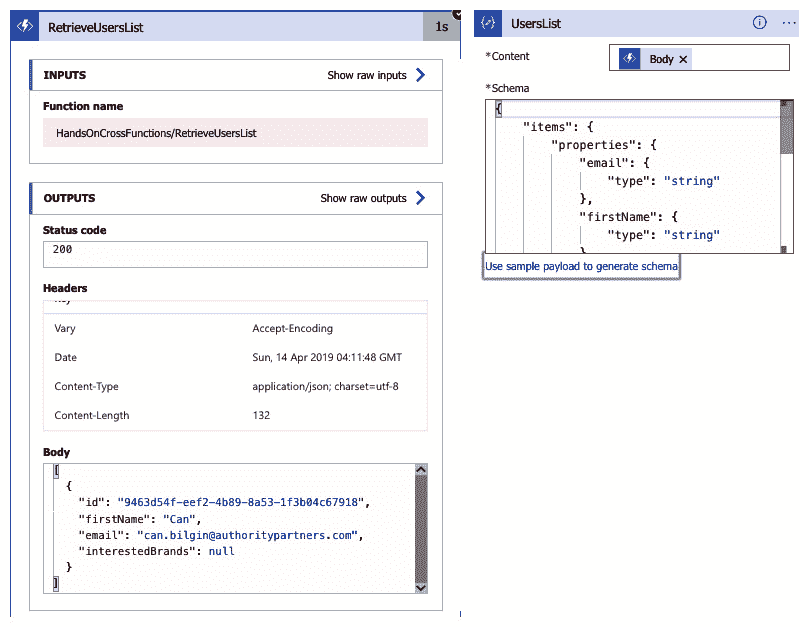 RetrieveUsersList
1s
INPUTS
Show raw inputs
Function name
HandsOnCrossFunctions/RetrieveUsersList
OUTPUTS
Show raw outputs
Status code
200
Headers
Vary Accept-Encoding
Date Sun, 14 Apr 2019 04:11:48 GMT
Content-Type application/json; charset=utf-8
Content-Length 132
Body
[
{
"id": "9463d54f-eef2-4b89-8a53-1f3b04c67918",
"firstName": "Can",
"email": "can.bilgin@authoritypartners.com",
"interestedBrands": null
}
]
UsersList
*Content
Body ×
*Schema
{
"items": {
"properties": {
"email": {
"type": "string"
},
"firstName": {
"type": "string"
Use sample payload to generate schema